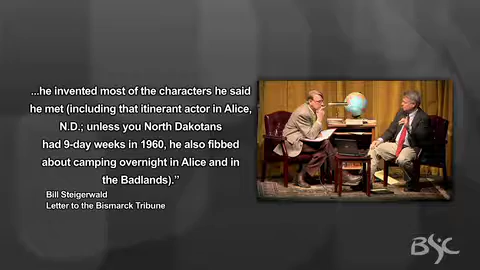 ...he invented most of the characters he said
he met (including that itinerant actor in Alice,
N.D.; unless you North Dakotans
had 9-day weeks in 1960, he also fibbed
about camping overnight in Alice and in
the Badlands).”
Bill Steigerwald
Letter to the Bismarck Tribune
BSC